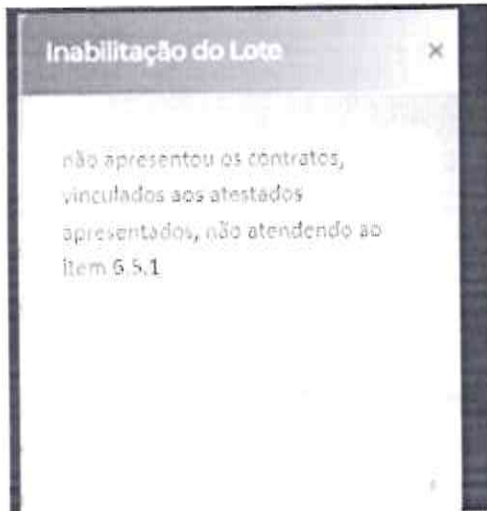 Inabilitação do Lote ×
não apresentou os contratos,
vinculados aos atestados
apresentados, não atendendo ao
item 6.5.1